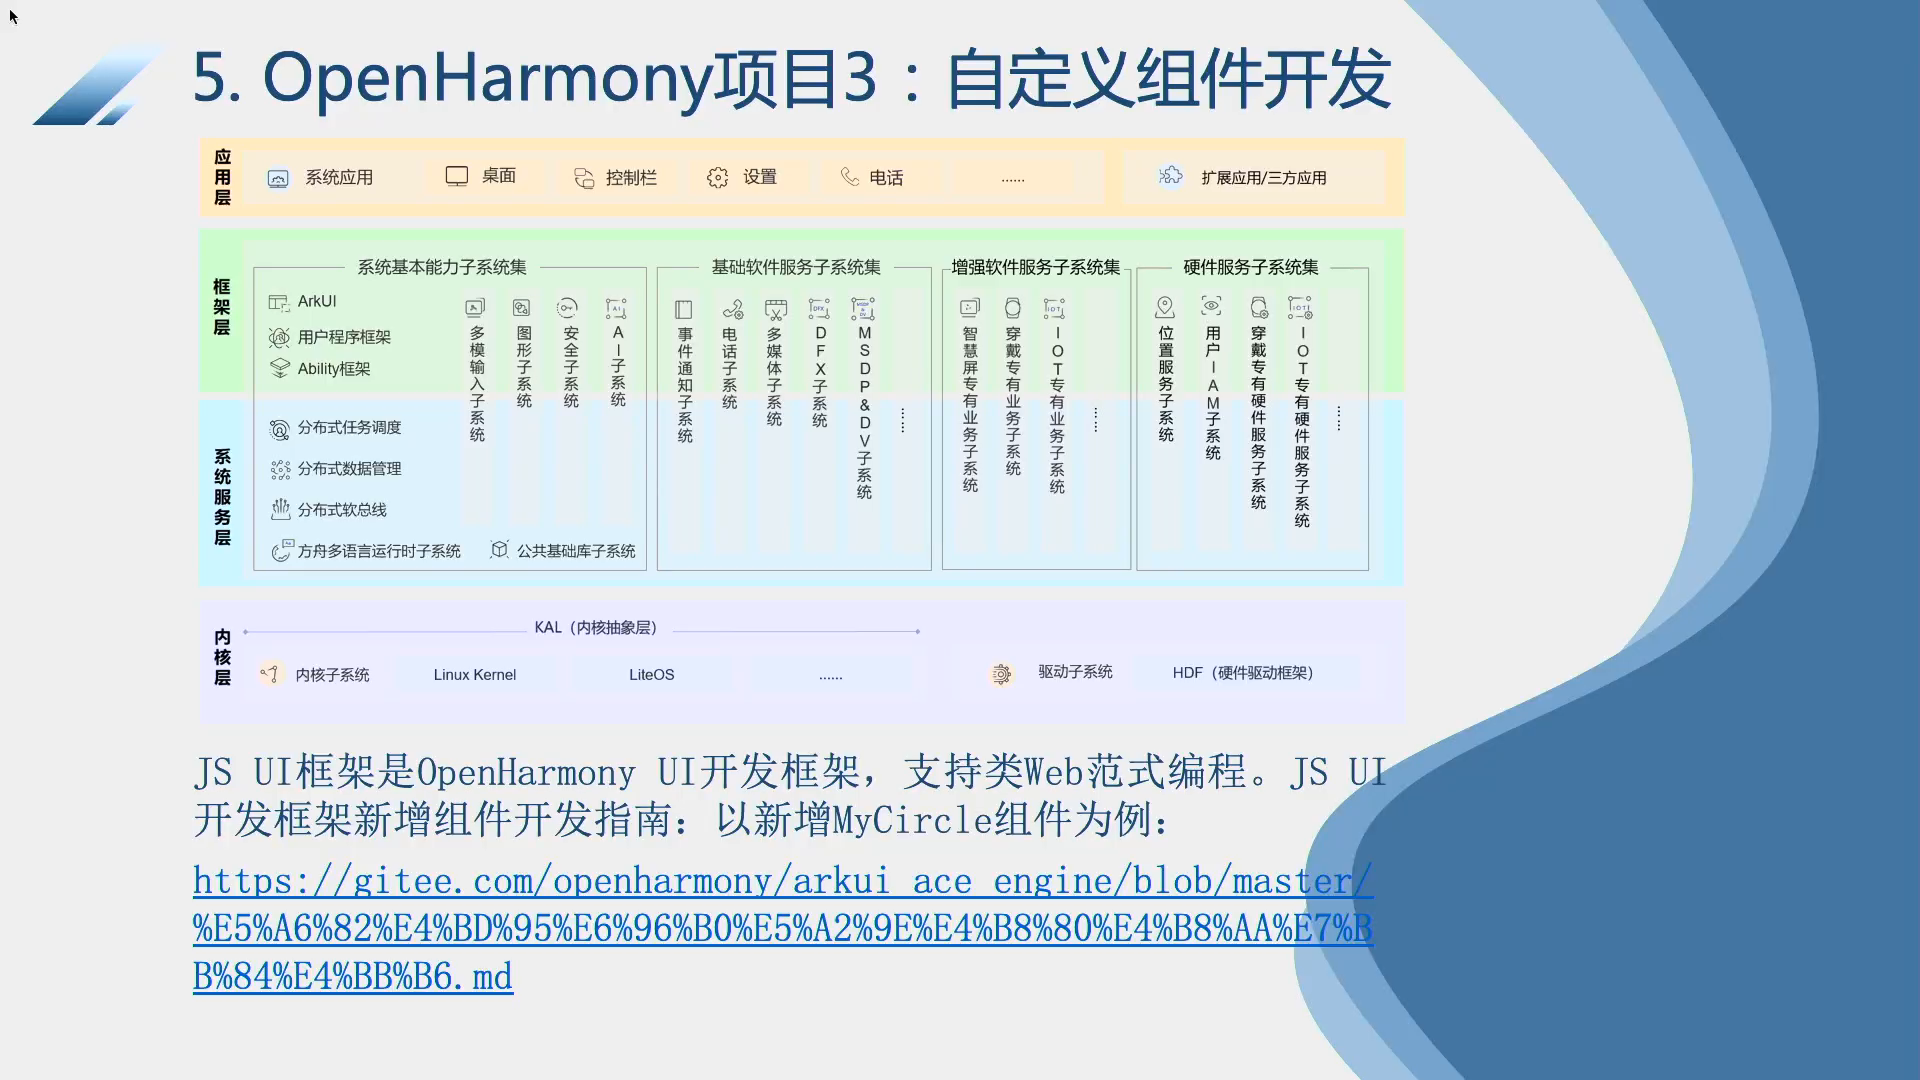 5. OpenHarmony项目3：自定义组件开发
应用层
系统应用
桌面
控制栏
设置
电话
......
扩展应用/三方应用
框架层
系统基本能力子系统集
ArkUI
用户程序框架
Ability框架
多模输入子系统
图形子系统
安全子系统
AI子系统
基础软件服务子系统集
事件通知子系统
电话子系统
多媒体子系统
DFX子系统
MSDP&DV子系统
......
增强软件服务子系统集
智慧屏专有业务子系统
穿戴专有业务子系统
IOT专有业务子系统
......
硬件服务子系统集
位置服务子系统
用户IAM子系统
穿戴专有硬件服务子系统
IOT专有硬件服务子系统
......
系统服务层
分布式任务调度
分布式数据管理
分布式软总线
方舟多语言运行时子系统
公共基础库子系统
内核层
KAL（内核抽象层）
内核子系统
Linux Kernel
LiteOS
......
驱动子系统
HDF（硬件驱动框架）
JS UI框架是OpenHarmony UI开发框架，支持类Web范式编程。JS UI
开发框架新增组件开发指南：以新增MyCircle组件为例：
https://gitee.com/openharmony/arkui_ace_engine/blob/master/
%E5%A6%82%E4%BD%95%E6%96%B0%E5%A2%9E%E4%B8%80%E4%B8%AA%E7%B
B%84%E4%BB%B6.md